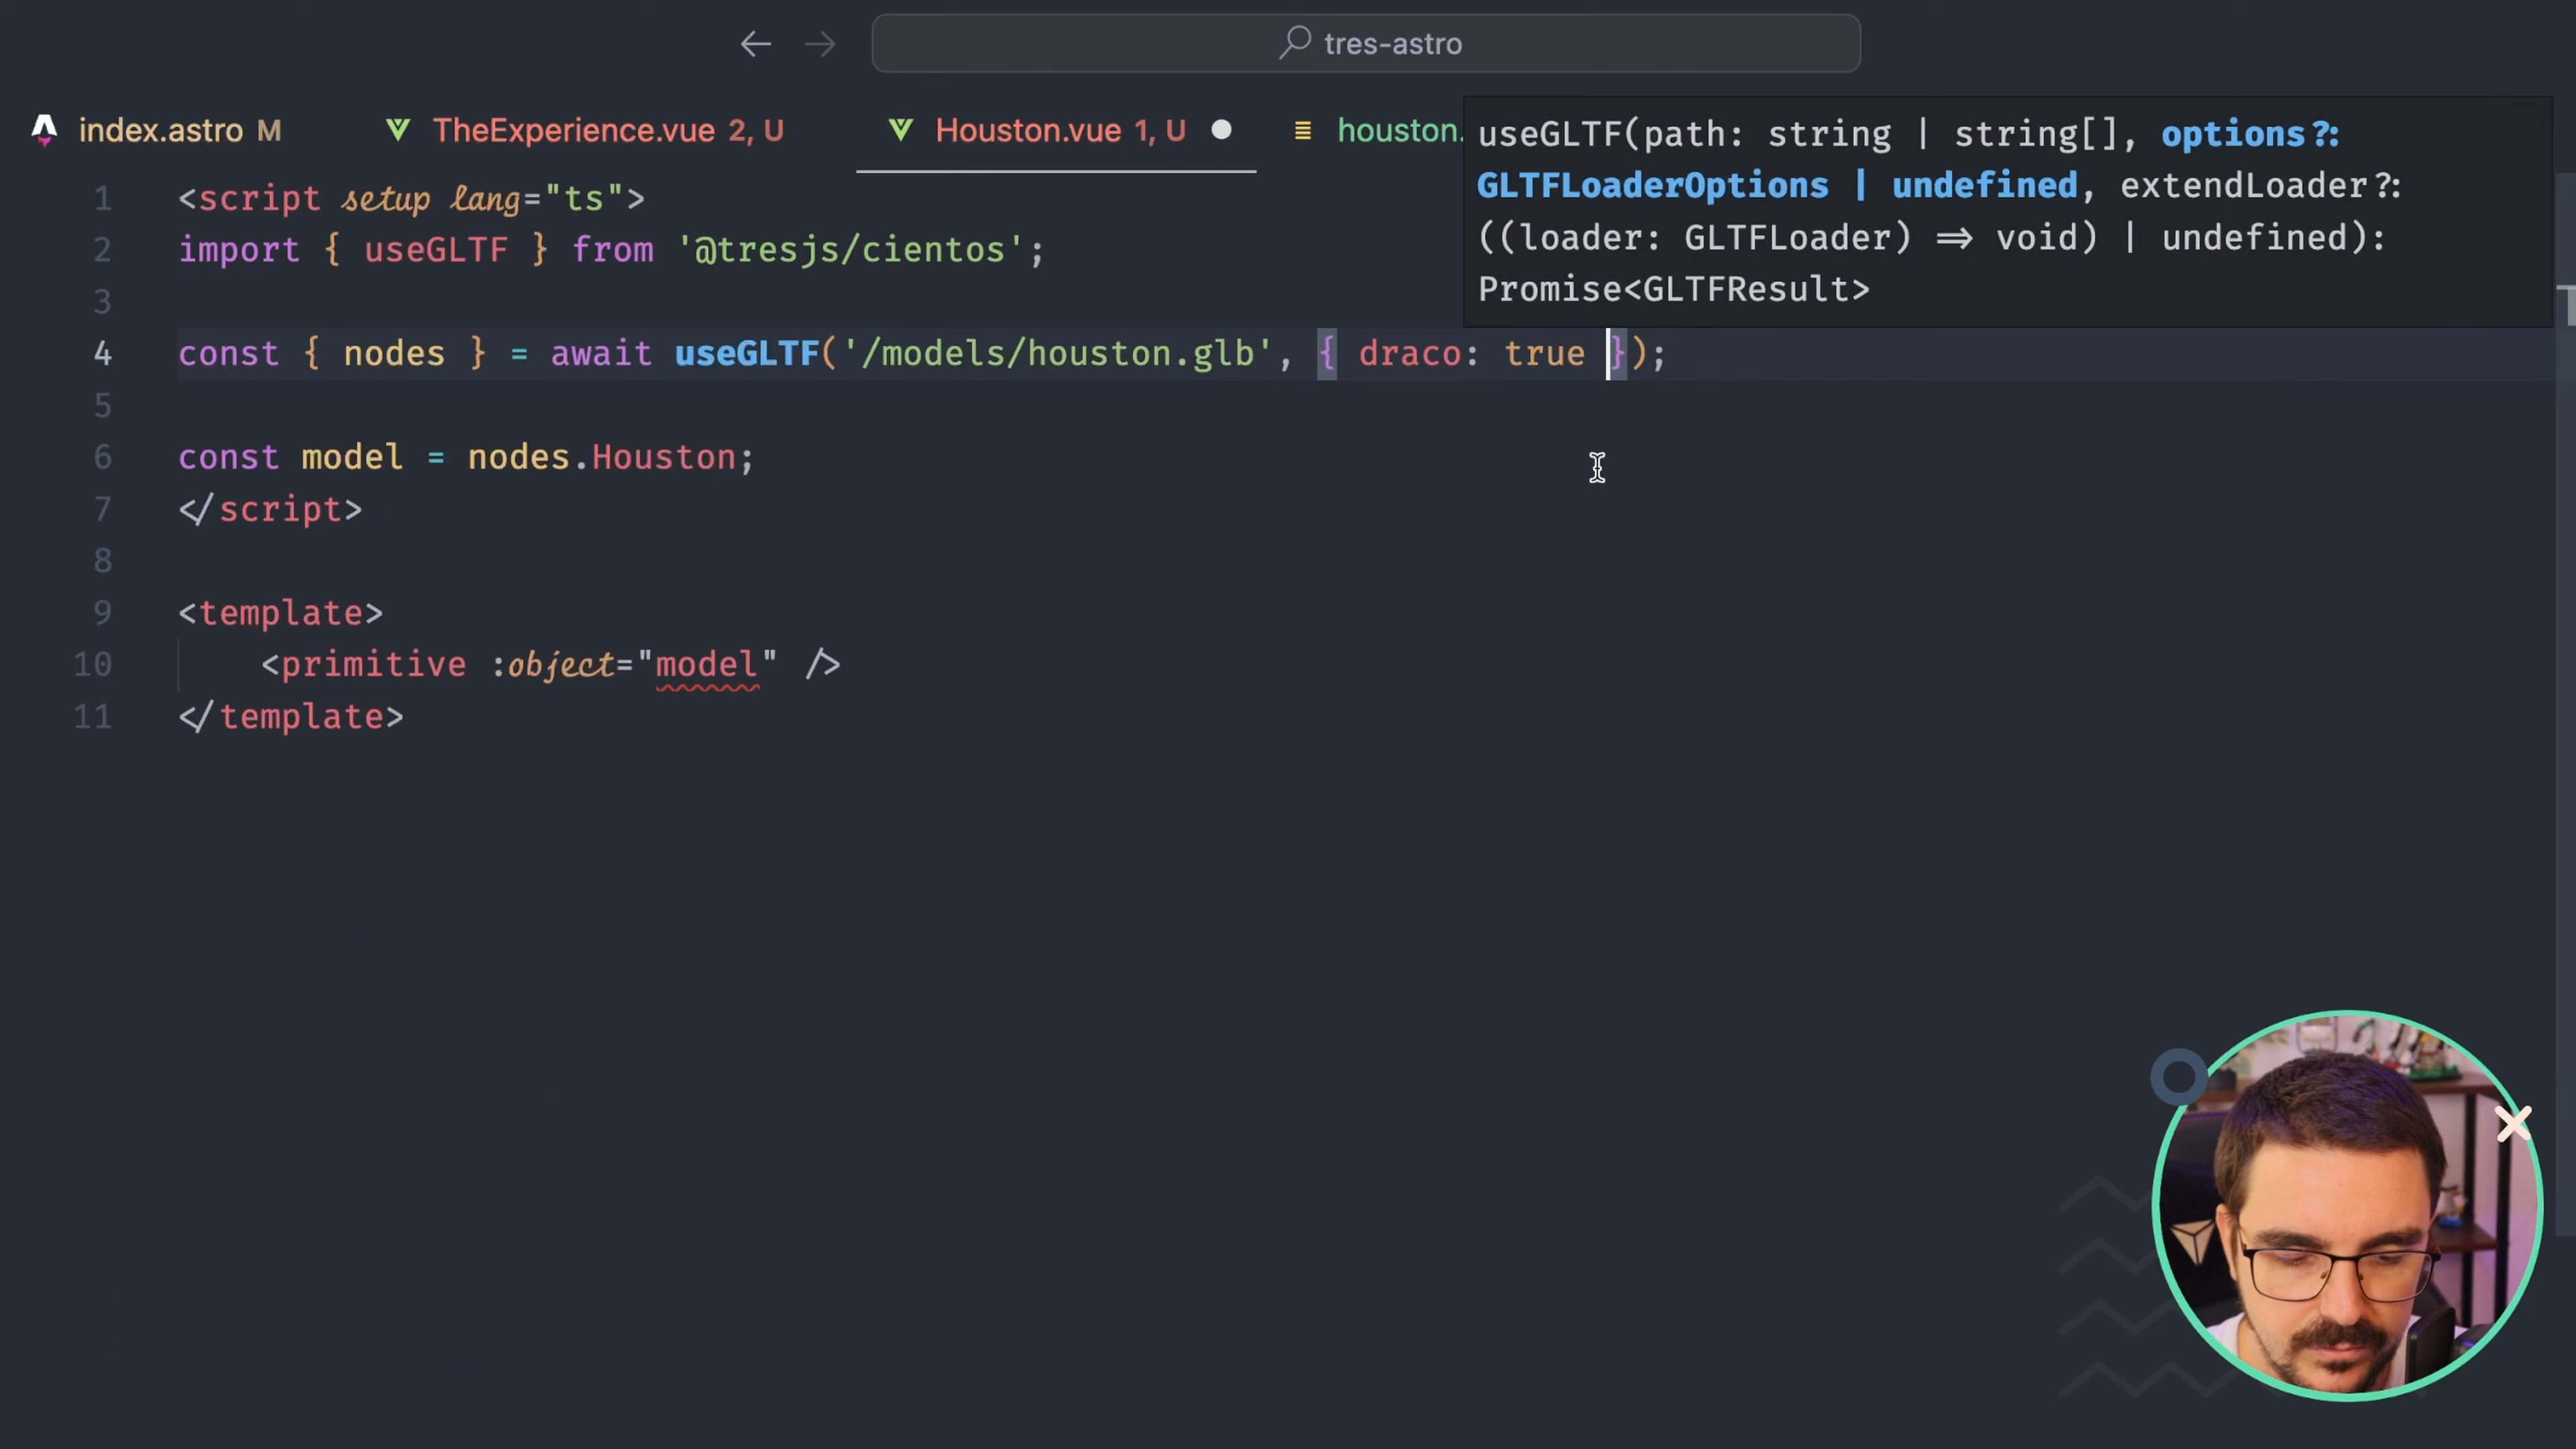 tres-astro
index.astro M
TheExperience.vue 2, U
Houston.vue 1, U
houston.
useGLTF(path: string | string[], options?:
GLTFLoaderOptions | undefined, extendLoader?:
((loader: GLTFLoader) => void) | undefined):
Promise<GLTFResult>
1 <script setup lang="ts">
2 import { useGLTF } from '@tresjs/cientos';
3
4 const { nodes } = await useGLTF('/models/houston.glb', { draco: true });
5
6 const model = nodes.Houston;
7 </script>
8
9 <template>
10 <primitive :object="model" />
11 </template>